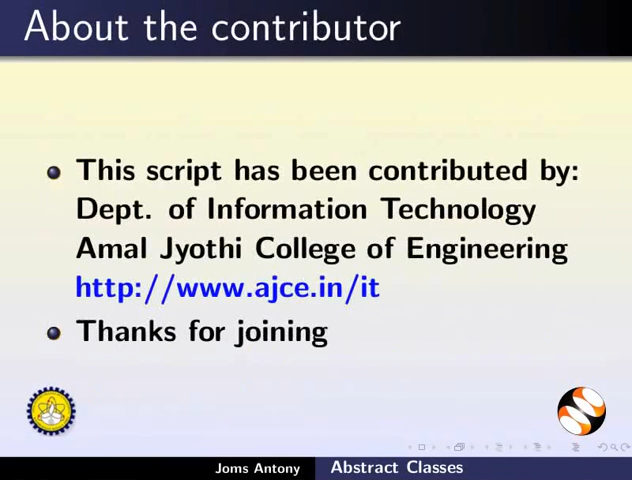 About the contributor
This script has been contributed by:
Dept. of Information Technology
Amal Jyothi College of Engineering
http://www.ajce.in/it
Thanks for joining
Joms Antony
Abstract Classes